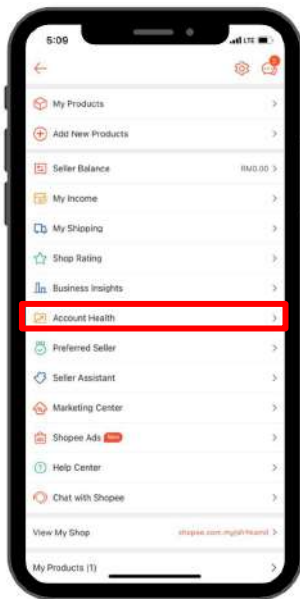 5:09
LTE
My Products
Add New Products
Seller Balance RM0.00
My Income
My Shipping
Shop Rating
Business Insights
Account Health
Preferred Seller
Seller Assistant
Marketing Center
Shopee Ads New
Help Center
Chat with Shopee
View My Shop
My Products (1)